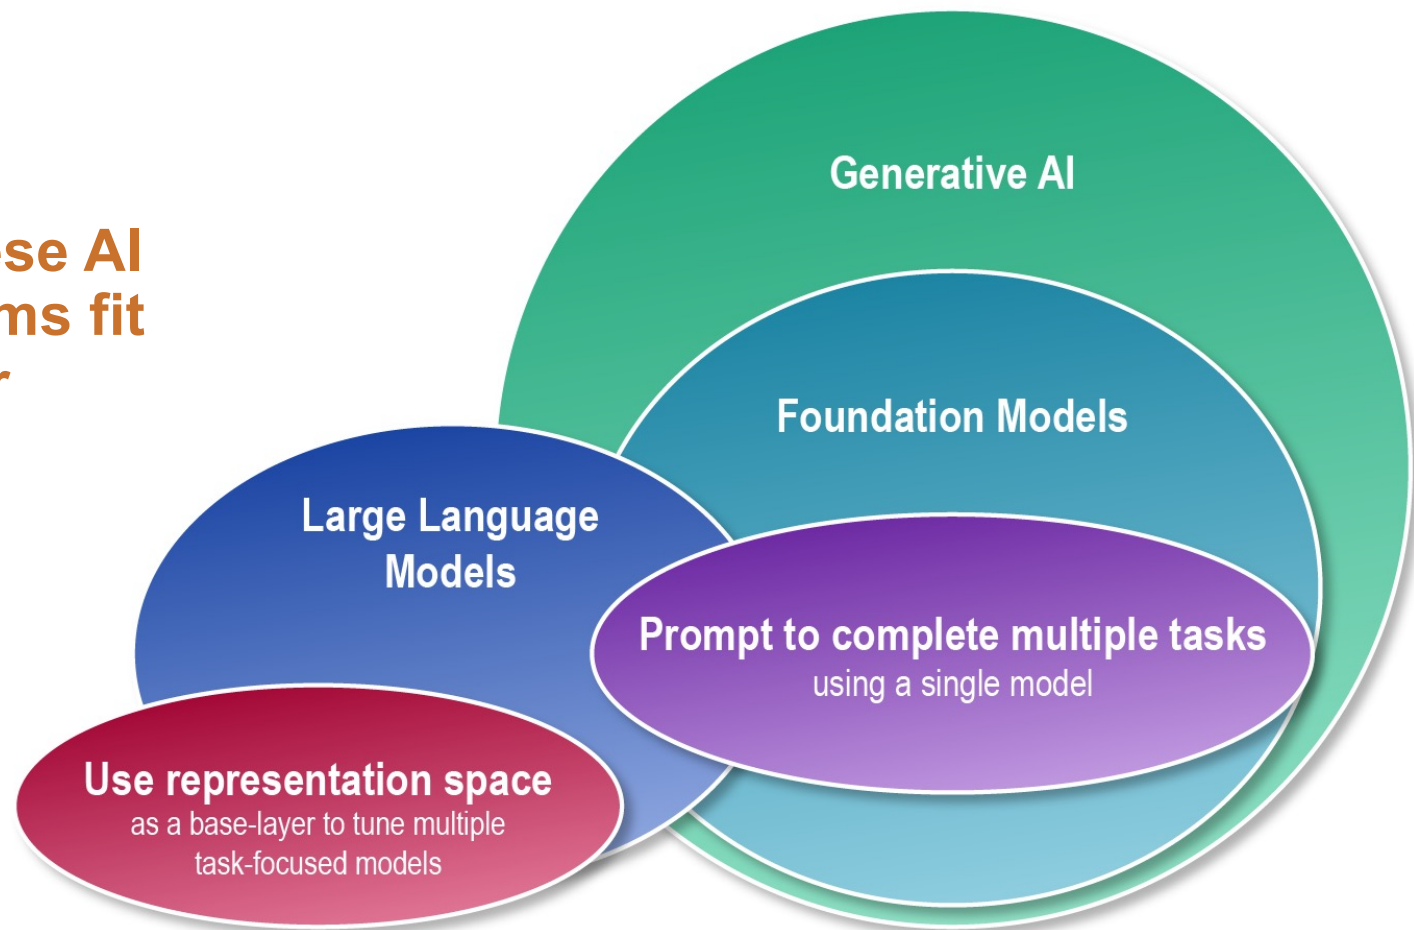 Generative AI
ese AI
ms fit
r
Foundation Models
Large Language
Models
Prompt to complete multiple tasks
using a single model
Use representation space
as a base-layer to tune multiple
task-focused models